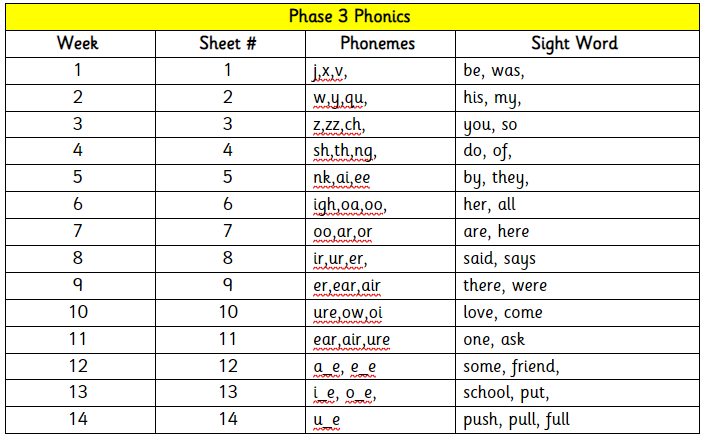 Phase 3 Phonics
Week Sheet # Phonemes Sight Word
1 1 j,x,v, be, was,
2 2 w,y,qu, his, my,
3 3 z,zz,ch, you, so
4 4 sh,th,ng, do, of,
5 5 nk,ai,ee by, they,
6 6 igh,oa,oo, her, all
7 7 oo,ar,or are, here
8 8 ir,ur,er, said, says
9 9 er,ear,air there, were
10 10 ure,ow,oi love, come
11 11 ear,air,ure one, ask
12 12 a_e, e_e some, friend,
13 13 i_e, o_e, school, put,
14 14 u_e push, pull, full